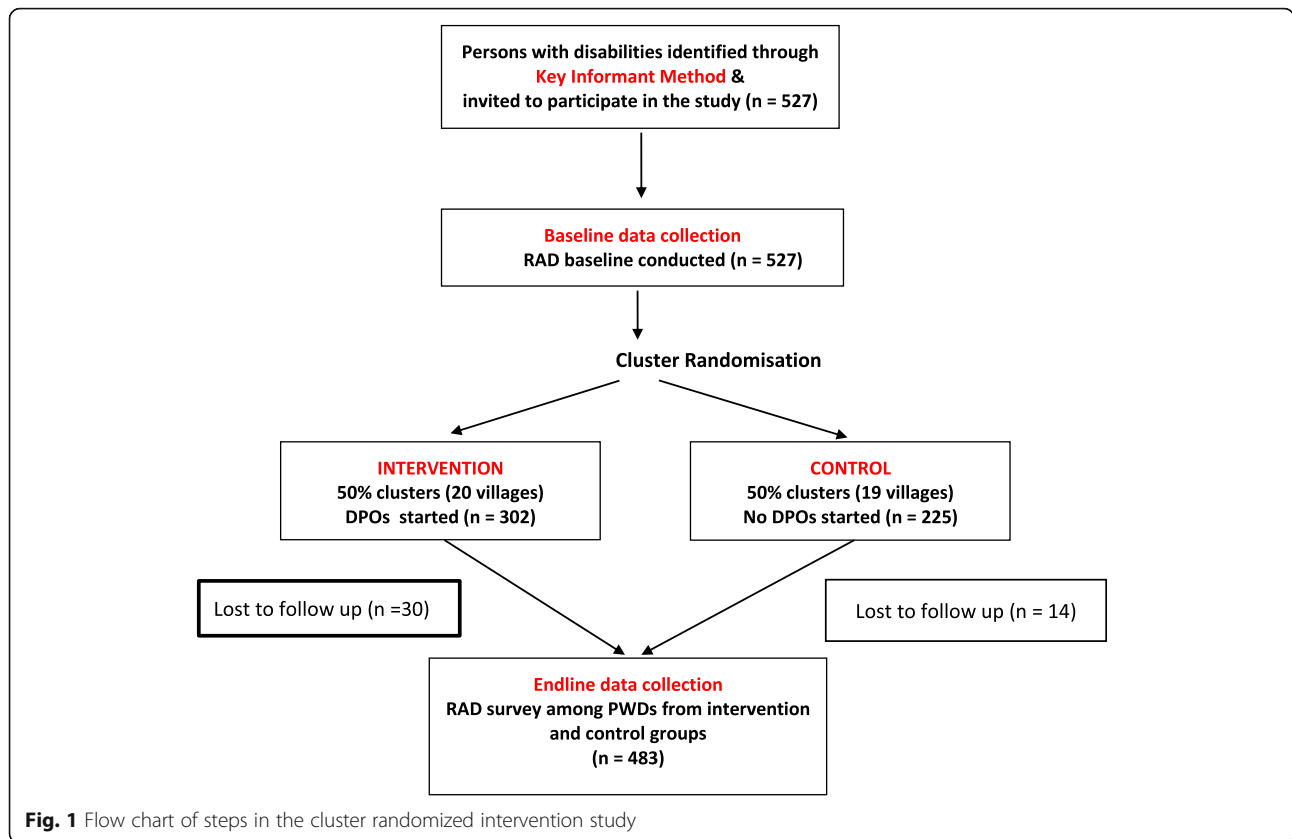 Persons with disabilities identified through
Key Informant Method &
invited to participate in the study (n = 527)
Baseline data collection
RAD baseline conducted (n = 527)
Cluster Randomisation
INTERVENTION
50% clusters (20 villages)
DPOs started (n = 302)
CONTROL
50% clusters (19 villages)
No DPOs started (n = 225)
Lost to follow up (n =30)
Lost to follow up (n = 14)
Endline data collection
RAD survey among PWDs from intervention
and control groups
(n = 483)
Fig. 1 Flow chart of steps in the cluster randomized intervention study